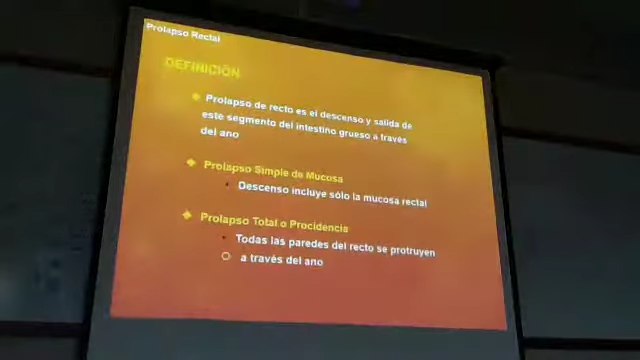 Prolapso Rectal
DEFINICIÓN
Prolapso de recto es el descenso y salida de
este segmento del intestino grueso a través
del ano
Prolapso Simple de Mucosa
Descenso incluye sólo la mucosa rectal
Prolapso Total o Procidencia
Todas las paredes del recto se protruyen
a través del ano